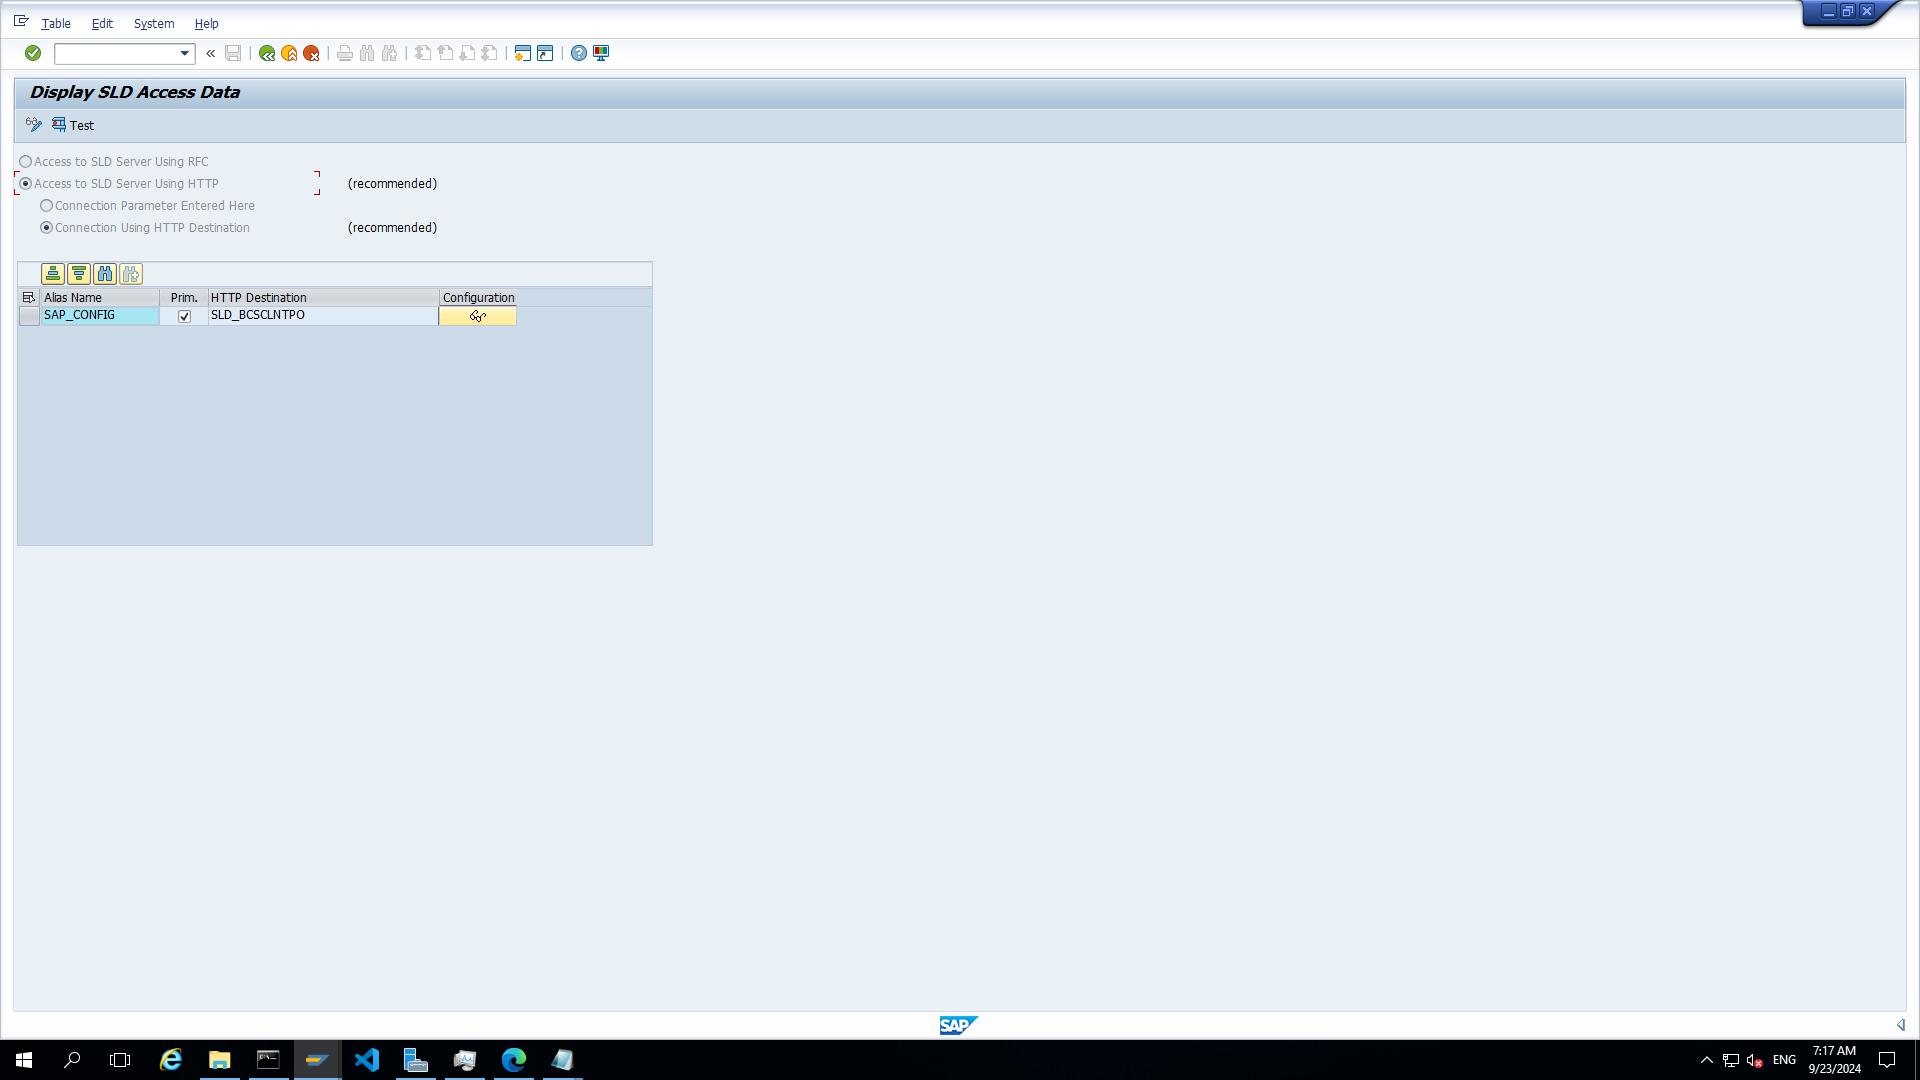 Table Edit System Help
Display SLD Access Data
Test
Access to SLD Server Using RFC
Access to SLD Server Using HTTP (recommended)
Connection Parameter Entered Here
Connection Using HTTP Destination (recommended)
Alias Name Prim. HTTP Destination Configuration
SAP_CONFIG SLD_BCSCLNTPO
SAP
ENG
7:17 AM
9/23/2024